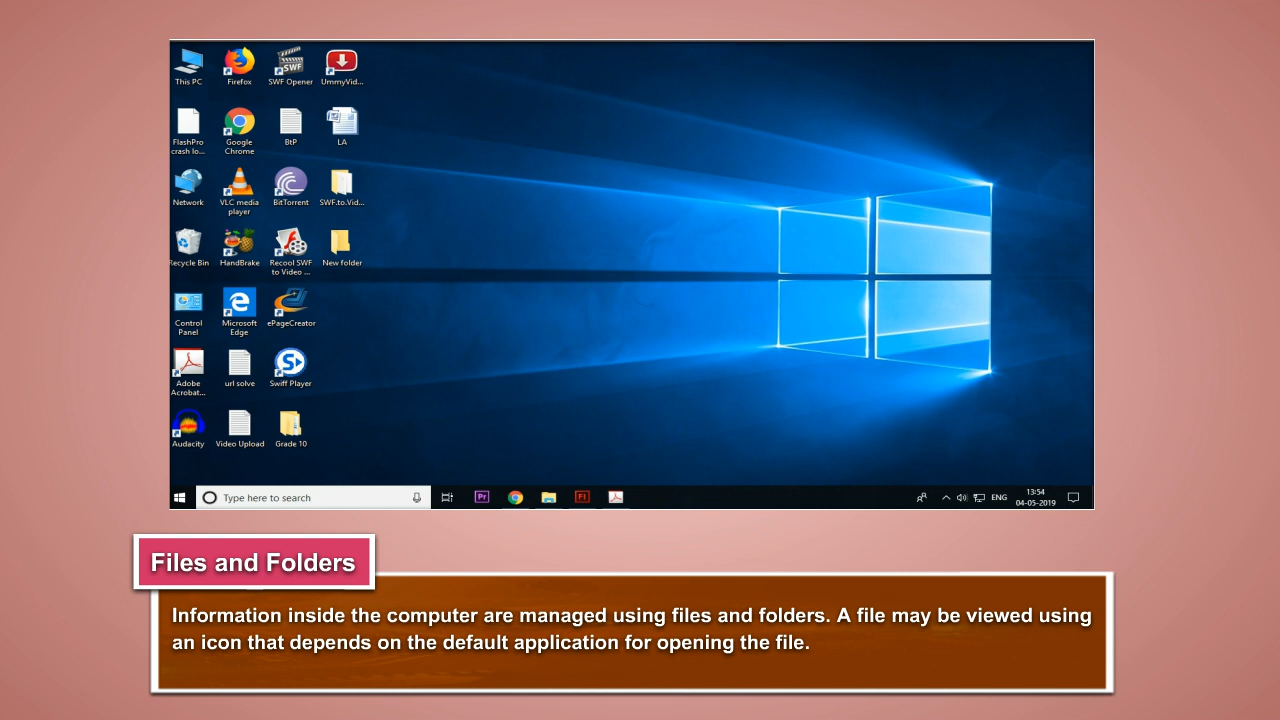 This PC
Firefox
SWF Opener
UmmyVid...
FlashPro
crash lo...
Google
Chrome
BtP
LA
Network
VLC media
player
BitTorrent
SWF.to.Vid...
Recycle Bin
HandBrake
Recool SWF
to Video ...
New folder
Control
Panel
Microsoft
Edge
ePageCreator
Adobe
Acrobat...
url solve
Swiff Player
Audacity
Video Upload
Grade 10
SWF
Type here to search
Pr
Fl
ENG
13:54
04-05-2019
Files and Folders
Information inside the computer are managed using files and folders. A file may be viewed using
an icon that depends on the default application for opening the file.